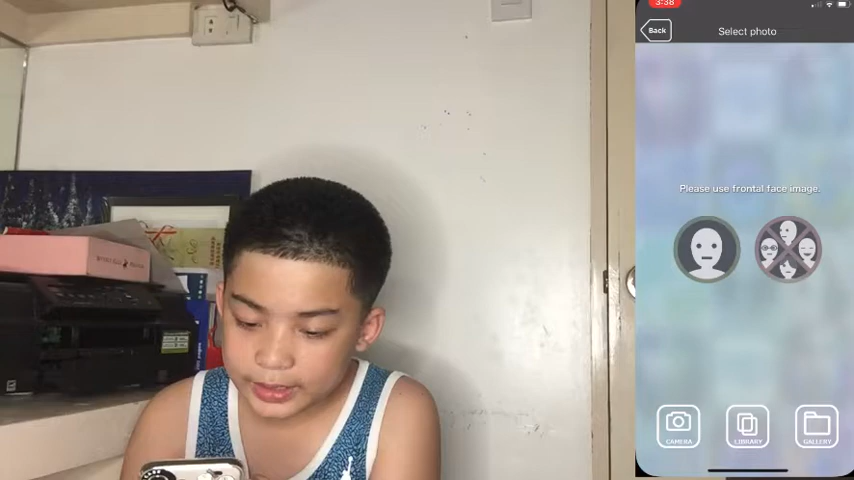 3:38
Back
Select photo
Please use frontal face image.
CAMERA
LIBRARY
GALLERY